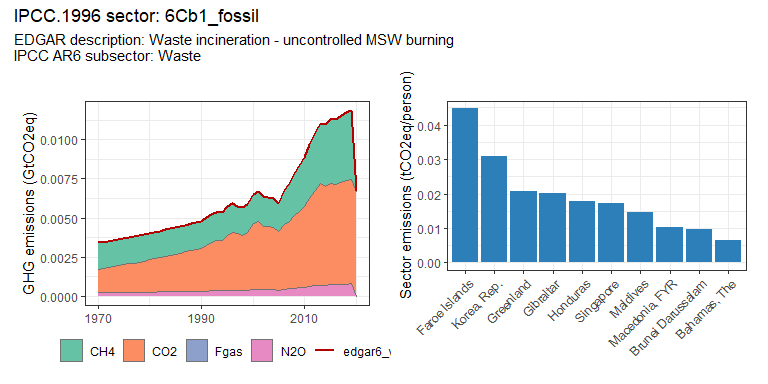 IPCC.1996 sector: 6Cb1_fossil
EDGAR description: Waste incineration - uncontrolled MSW burning
IPCC AR6 subsector: Waste
GHG emissions (GtCO2eq)
0.0100
0.0075
0.0050
0.0025
0.0000
1970
1990
2010
CH4
CO2
Fgas
N2O
edgar6_v
Sector emissions (tCO2eq/person)
0.04
0.03
0.02
0.01
0.00
Faroe Islands
Korea, Rep.
Greenland
Gibraltar
Honduras
Singapore
Maldives
Macedonia, FYR
Brunei Darussalam
Bahamas, The